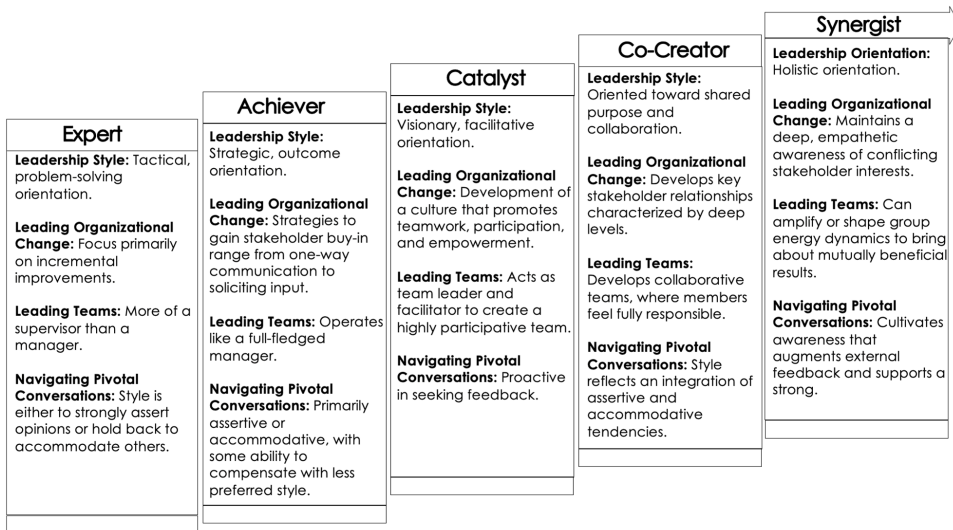 Expert
Leadership Style: Tactical,
problem-solving
orientation.
Leading Organizational
Change: Focus primarily
on incremental
improvements.
Leading Teams: More of a
supervisor than a
manager.
Navigating Pivotal
Conversations: Style is
either to strongly assert
opinions or hold back to
accommodate others.
Achiever
Leadership Style:
Strategic, outcome
orientation.
Leading Organizational
Change: Strategies to
gain stakeholder buy-in
range from one-way
communication to
soliciting input.
Leading Teams: Operates
like a full-fledged
manager.
Navigating Pivotal
Conversations: Primarily
assertive or
accommodative, with
some ability to
compensate with less
preferred style.
Catalyst
Leadership Style:
Visionary, facilitative
orientation.
Leading Organizational
Change: Development of
a culture that promotes
teamwork, participation,
and empowerment.
Leading Teams: Acts as
team leader and
facilitator to create a
highly participative team.
Navigating Pivotal
Conversations: Proactive
in seeking feedback.
Co-Creator
Leadership Style:
Oriented toward shared
purpose and
collaboration.
Leading Organizational
Change: Develops key
stakeholder relationships
characterized by deep
levels.
Leading Teams:
Develops collaborative
teams, where members
feel fully responsible.
Navigating Pivotal
Conversations: Style
reflects an integration of
assertive and
accommodative
tendencies.
Synergist
Leadership Orientation:
Holistic orientation.
Leading Organizational
Change: Maintains a
deep, empathetic
awareness of conflicting
stakeholder interests.
Leading Teams: Can
amplify or shape group
energy dynamics to bring
about mutually beneficial
results.
Navigating Pivotal
Conversations: Cultivates
awareness that
augments external
feedback and supports a
strong.